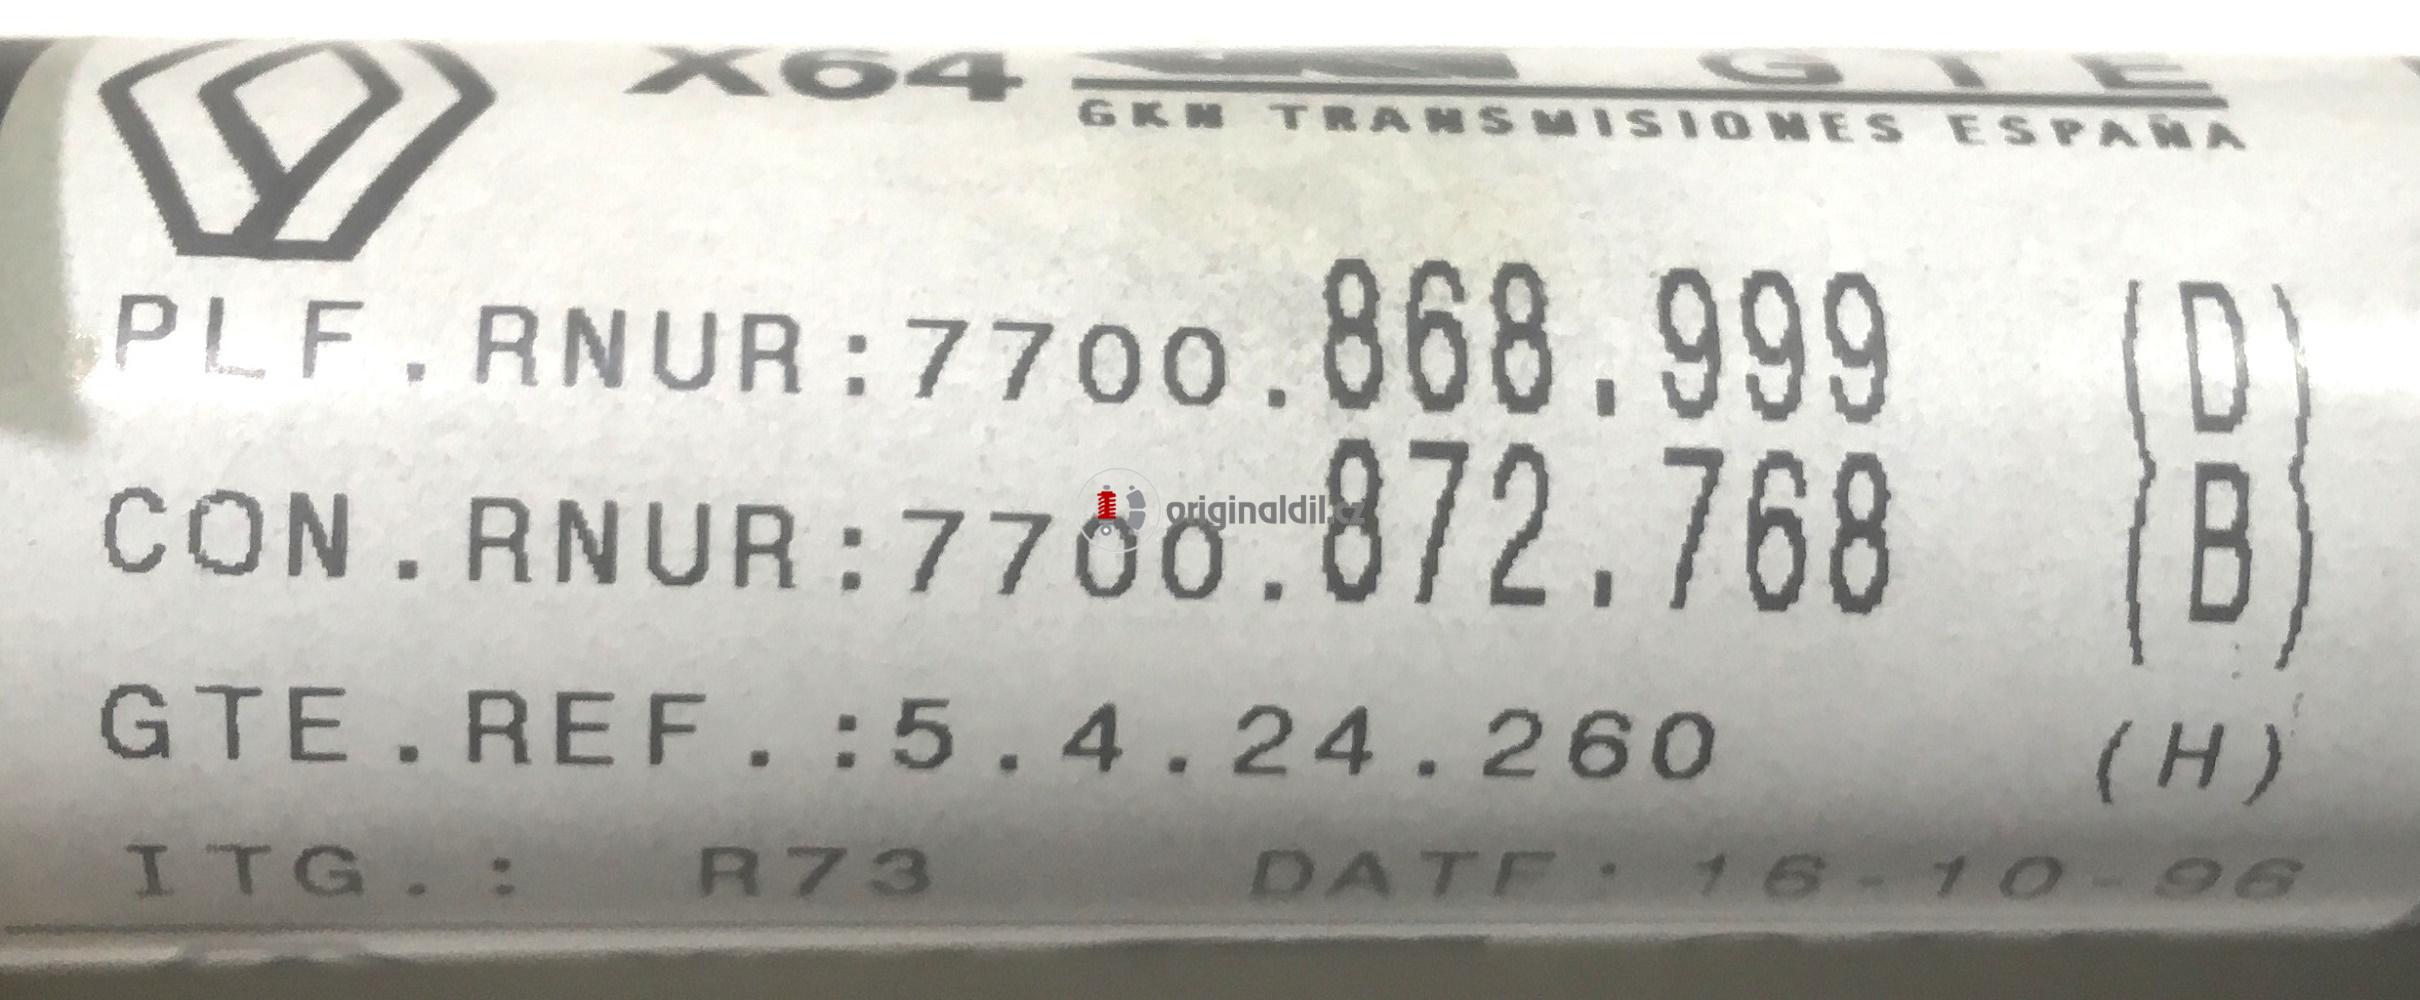 X64 GTE
GKN TRANSMISIONES ESPAÑA
PLF.RNUR:7700.868.999 (D)
CON.RNUR:7700.872.768 (B)
originaldil.cz
GTE.REF.:5.4.24.260 (H)
ITG.: R73 DATE: 16-10-96